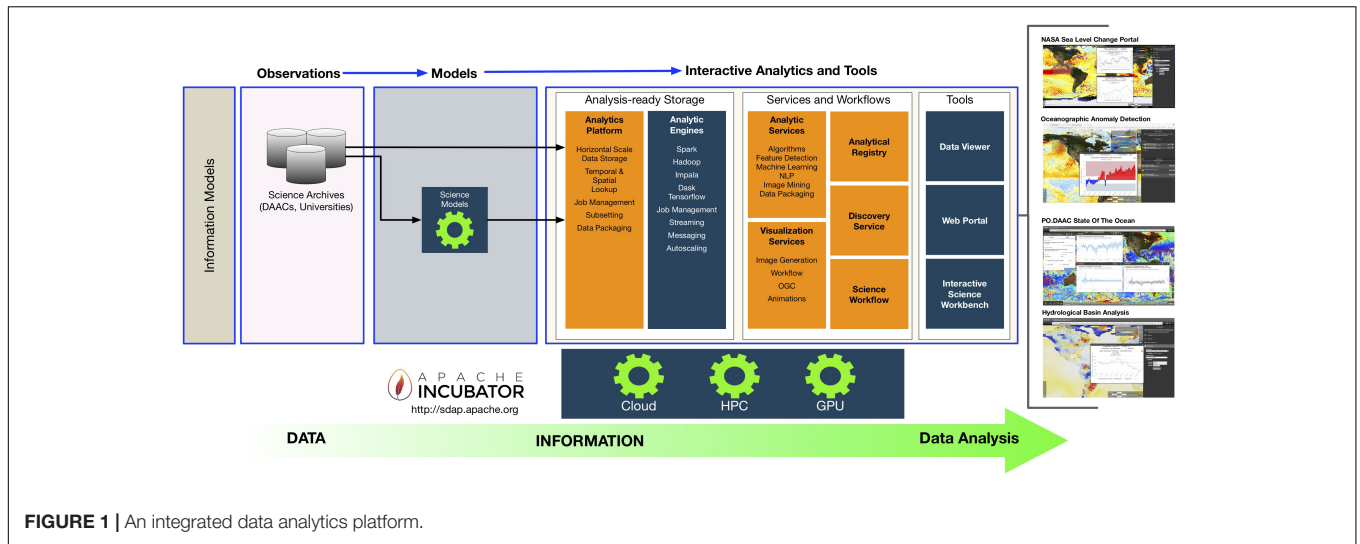 NASA Sea Level Change Portal
Observations
Models
Interactive Analytics and Tools
Information Models
Science Archives
(DAACs, Universities)
Science
Models
Analysis-ready Storage
Analytics
Platform
Horizontal Scale
Data Storage
Temporal &
Spatial
Lookup
Job Management
Subsetting
Data Packaging
Analytic
Engines
Spark
Hadoop
Impala
Dask
Tensorflow
Job Management
Streaming
Messaging
Autoscaling
Services and Workflows
Analytic
Services
Algorithms
Feature Detection
Machine Learning
NLP
Image Mining
Data Packaging
Visualization
Services
Image Generation
Workflow
OGC
Animations
Analytical
Registry
Discovery
Service
Science
Workflow
Tools
Data Viewer
Web Portal
Interactive
Science
Workbench
Oceanographic Anomaly Detection
PO.DAAC State Of The Ocean
Hydrological Basin Analysis
APACHE
INCUBATOR
http://sdap.apache.org
Cloud
HPC
GPU
DATA
INFORMATION
Data Analysis
FIGURE 1 | An integrated data analytics platform.